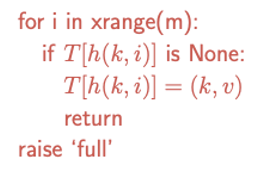 for i in xrange(m):
if T[h(k, i)] is None:
T[h(k, i)] = (k, v)
return
raise ‘full’